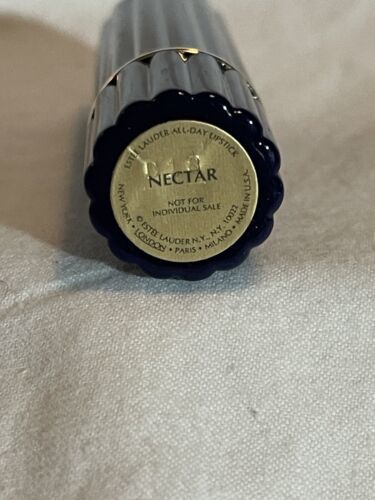 ESTEE LAUDER ALL-DAY LIPSTICK
NECTAR
NOT FOR
INDIVIDUAL SALE
© ESTEE LAUDER N.Y., N.Y. 10022
NEW YORK • LONDON • PARIS • MILANO • MADE IN U.S.A.